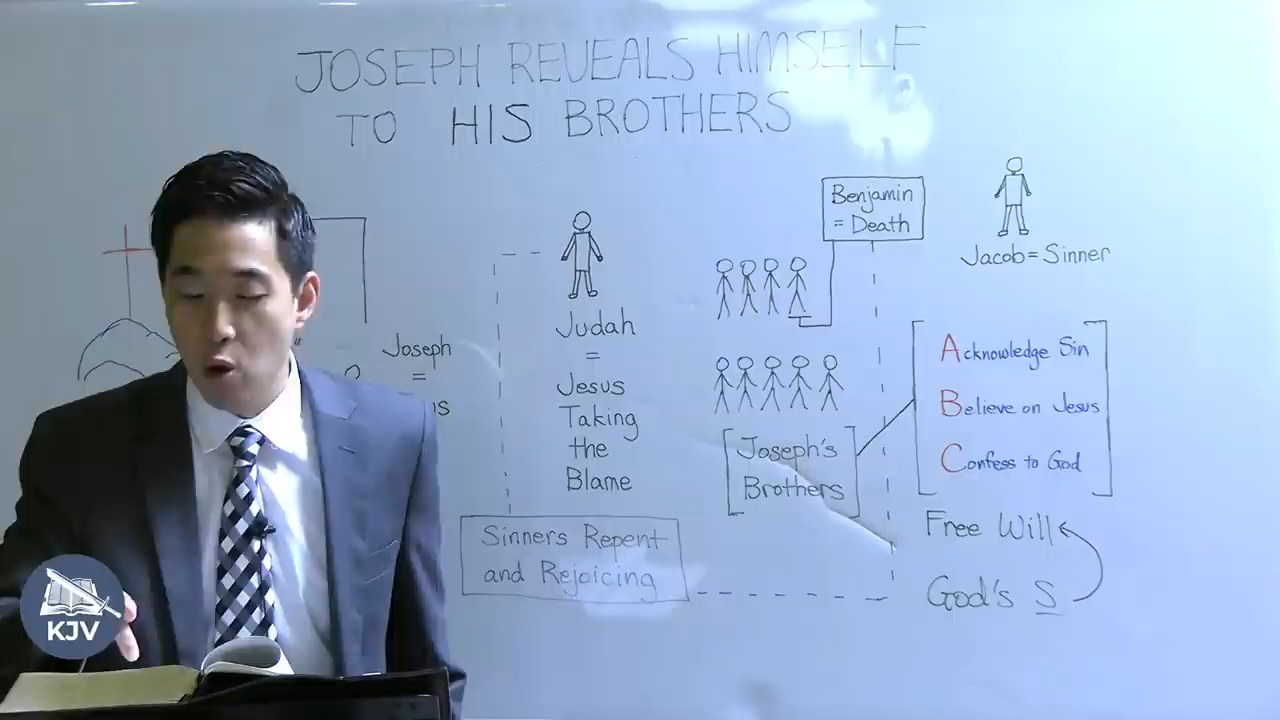 JOSEPH REVEALS HIMSELF
TO HIS BROTHERS
Benjamin
= Death
Jacob = Sinner
Judah
=
Jesus
Taking
the
Blame
Joseph
=
Joseph's
Brothers
Acknowledge Sin
Believe on Jesus
Confess to God
Free Will
God's S
Sinners Repent
and Rejoicing
KJV